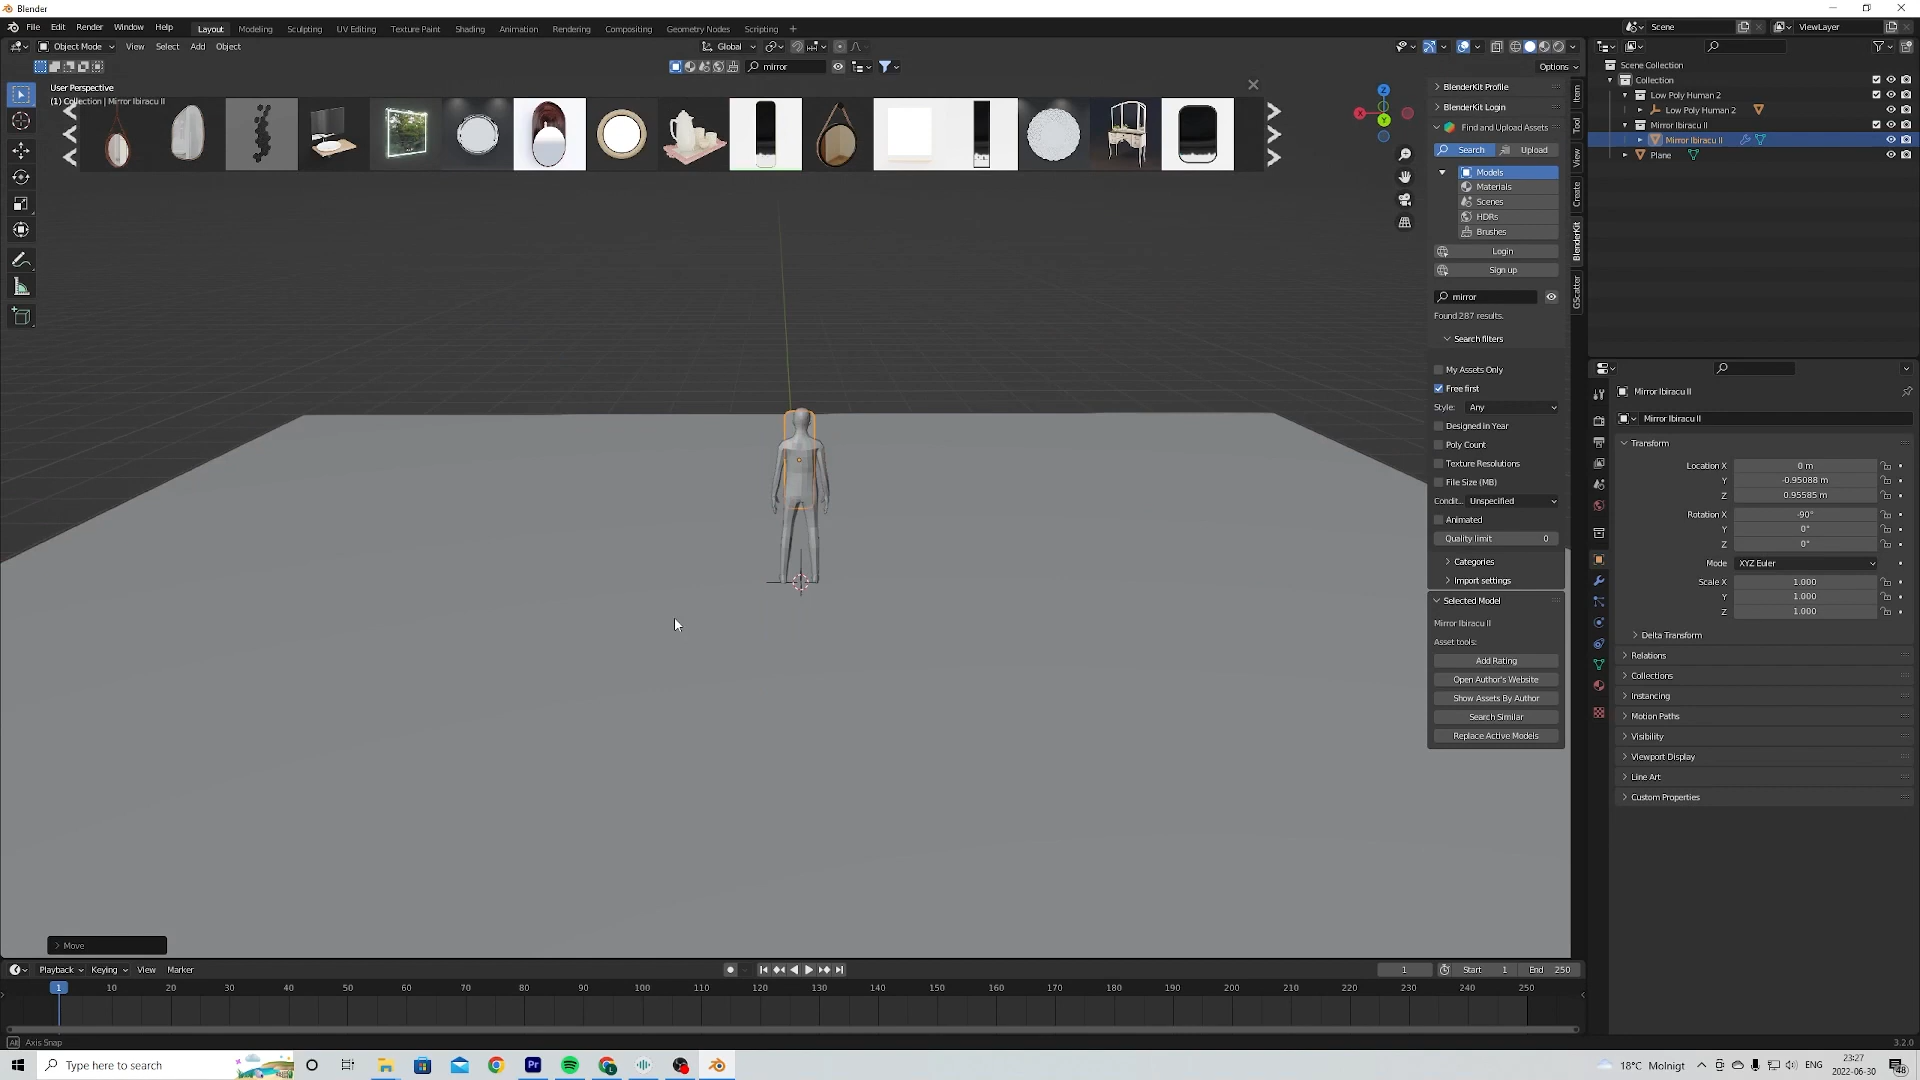 Blender
File Edit Render Window Help
Layout Modeling Sculpting UV Editing Texture Paint Shading Animation Rendering Compositing Geometry Nodes Scripting +
Scene ViewLayer
Object Mode View Select Add Object
Global
mirror
Options
User Perspective
(1) Collection | Mirror Ibiracu II
BlenderKit Profile
BlenderKit Login
Find and Upload Assets
Search Upload
Models
Materials
Scenes
HDRs
Brushes
Login
Sign up
mirror
Found 287 results.
Search filters
My Assets Only
Free first
Style: Any
Designed in Year
Poly Count
Texture Resolutions
File Size (MB)
Condit... Unspecified
Animated
Quality limit 0
Categories
Import settings
Selected Model
Mirror Ibiracu II
Asset tools:
Add Rating
Open Author's Website
Show Assets By Author
Search Similar
Replace Active Models
Item
Tool
View
Create
BlenderKit
GScatter
X
Y
Z
Scene Collection
Collection
Low Poly Human 2
Low Poly Human 2
Mirror Ibiracu II
Mirror Ibiracu II
Plane
Mirror Ibiracu II
Mirror Ibiracu II
Transform
Location X 0 m
Y -0.95088 m
Z 0.95585 m
Rotation X -90°
Y 0°
Z 0°
Mode XYZ Euler
Scale X 1.000
Y 1.000
Z 1.000
Delta Transform
Relations
Collections
Instancing
Motion Paths
Visibility
Viewport Display
Line Art
Custom Properties
Move
Playback Keying View Marker
1 Start 1 End 250
1 10 20 30 40 50 60 70 80 90 100 110 120 130 140 150 160 170 180 190 200 210 220 230 240 250
Alt Axis Snap
3.2.0
Type here to search
Pr
18°C Molnigt
ENG
23:27
2022-06-30
48